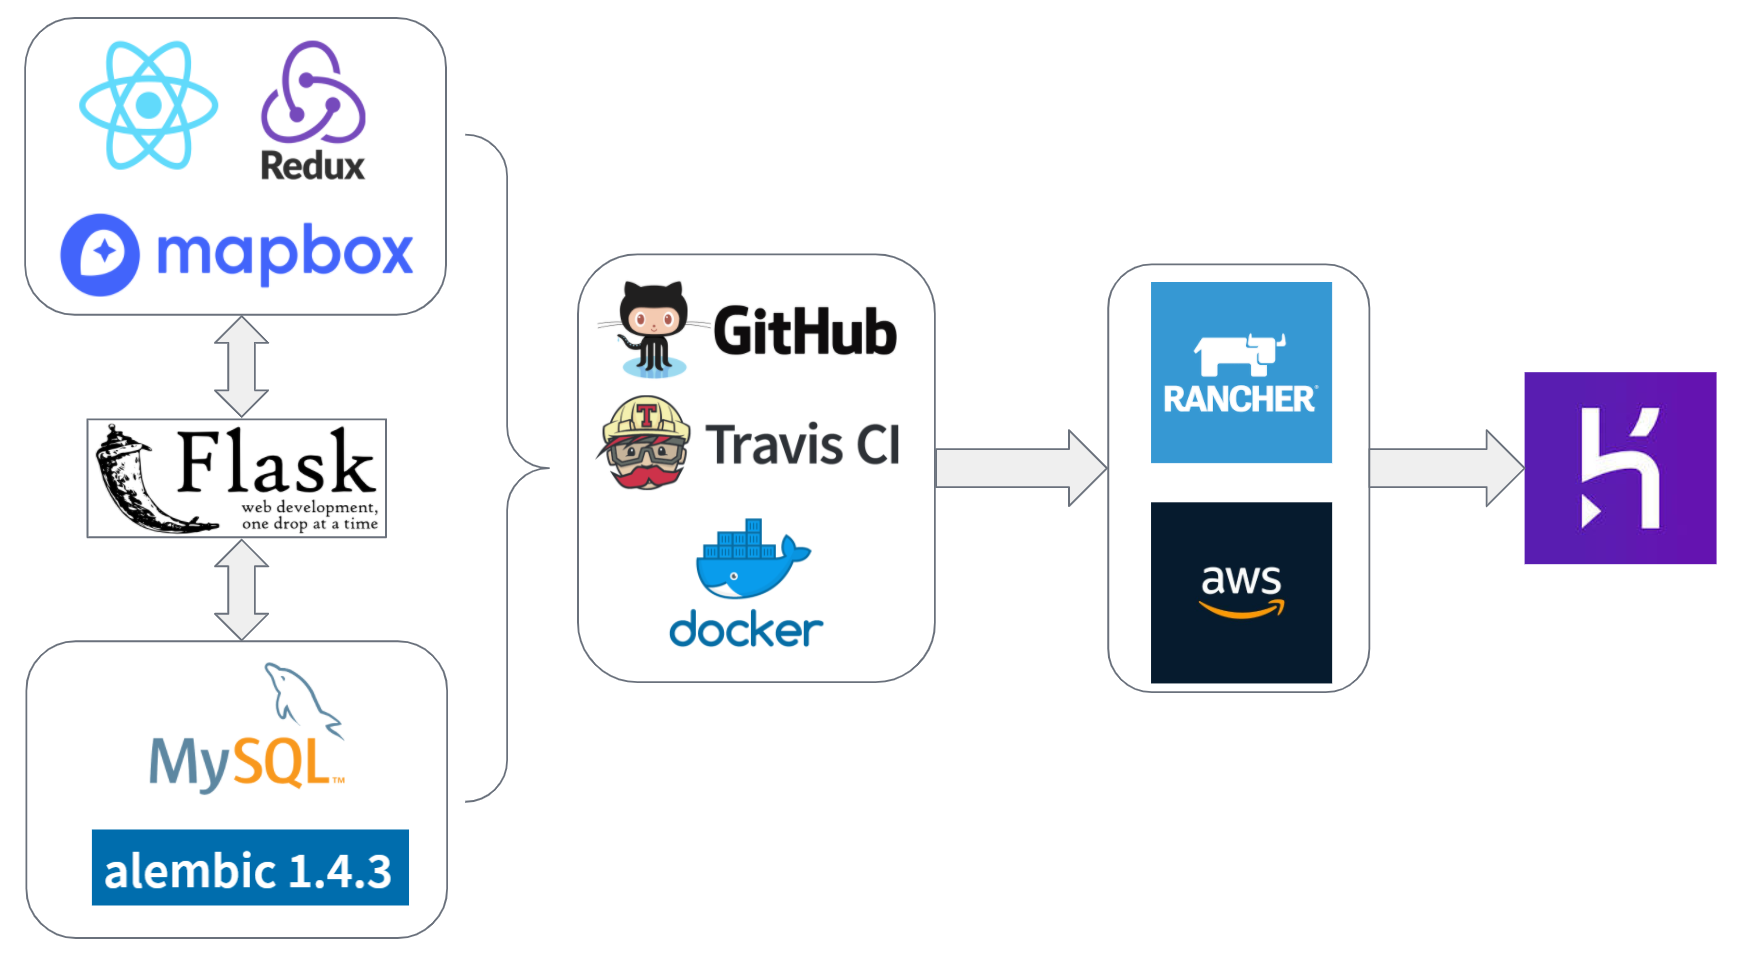 Redux
mapbox
Flask
web development,
one drop at a time
MySQL™
alembic 1.4.3
GitHub
T
Travis CI
docker
RANCHER®
aws